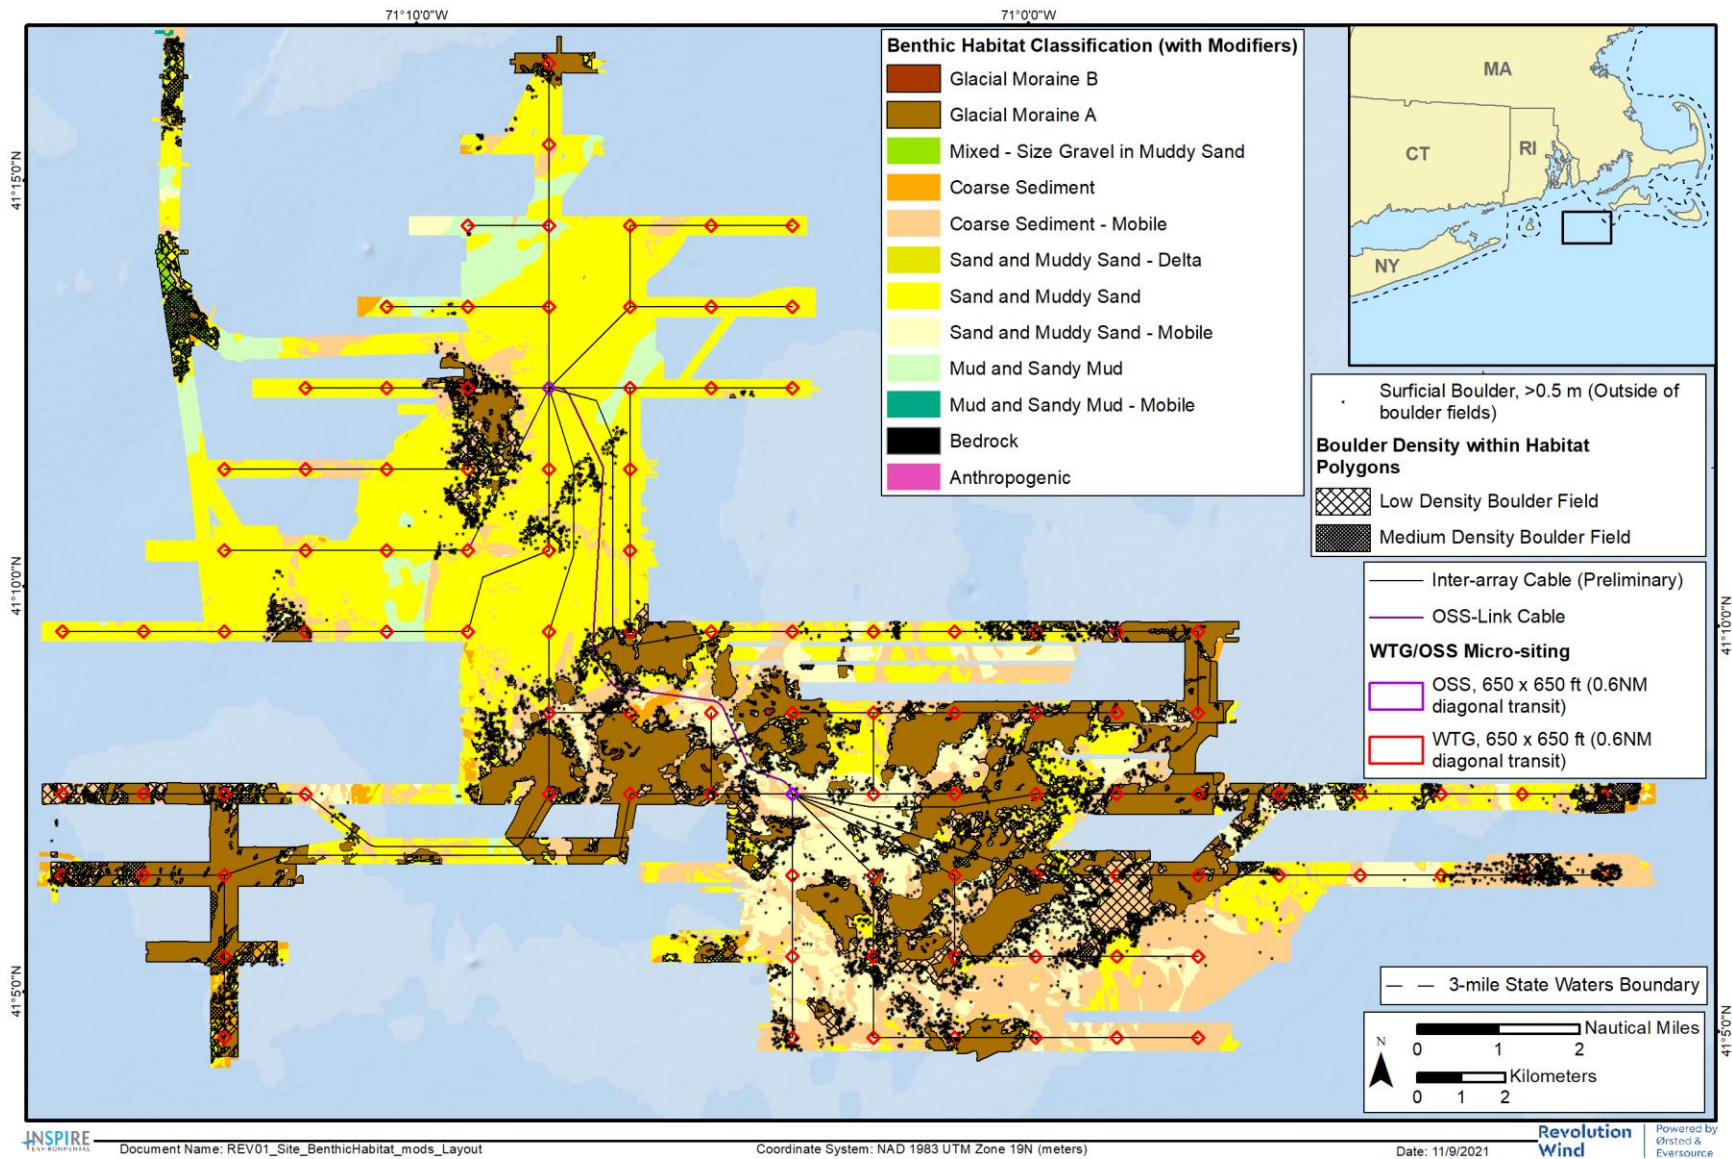 71°10'0"W
71°0'0"W
Benthic Habitat Classification (with Modifiers)
Glacial Moraine B
Glacial Moraine A
Mixed - Size Gravel in Muddy Sand
Coarse Sediment
Coarse Sediment - Mobile
Sand and Muddy Sand - Delta
Sand and Muddy Sand
Sand and Muddy Sand - Mobile
Mud and Sandy Mud
Mud and Sandy Mud - Mobile
Bedrock
Anthropogenic
MA
CT
RI
NY
Surficial Boulder, >0.5 m (Outside of
boulder fields)
Boulder Density within Habitat
Polygons
Low Density Boulder Field
Medium Density Boulder Field
Inter-array Cable (Preliminary)
OSS-Link Cable
WTG/OSS Micro-siting
OSS, 650 x 650 ft (0.6NM
diagonal transit)
WTG, 650 x 650 ft (0.6NM
diagonal transit)
3-mile State Waters Boundary
N
Nautical Miles
0 1 2
Kilometers
0 1 2
41°15'0"N
41°10'0"N
41°5'0"N
41°10'0"N
41°5'0"N
INSPIRE
ENVIRONMENTAL
Document Name: REV01_Site_BenthicHabitat_mods_Layout
Coordinate System: NAD 1983 UTM Zone 19N (meters)
Date: 11/9/2021
Revolution
Wind
Powered by
Ørsted &
Eversource